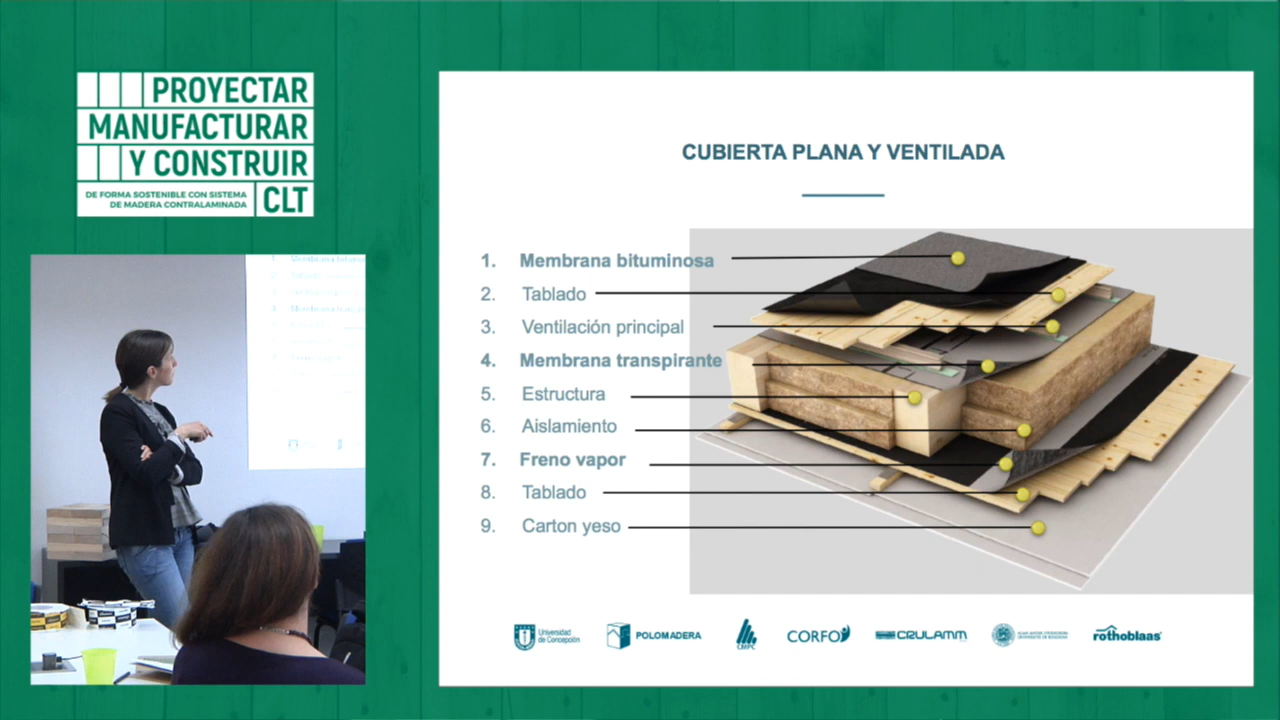 PROYECTAR
MANUFACTURAR
Y CONSTRUIR
DE FORMA SOSTENIBLE CON SISTEMA
DE MADERA CONTRALAMINADA
CLT
CUBIERTA PLANA Y VENTILADA
1. Membrana bituminosa
2. Tablado
3. Ventilación principal
4. Membrana transpirante
5. Estructura
6. Aislamiento
7. Freno vapor
8. Tablado
9. Carton yeso
Universidad
de Concepción
POLOMADERA
CMPC
CORFO
CRULAMM
rothoblaas